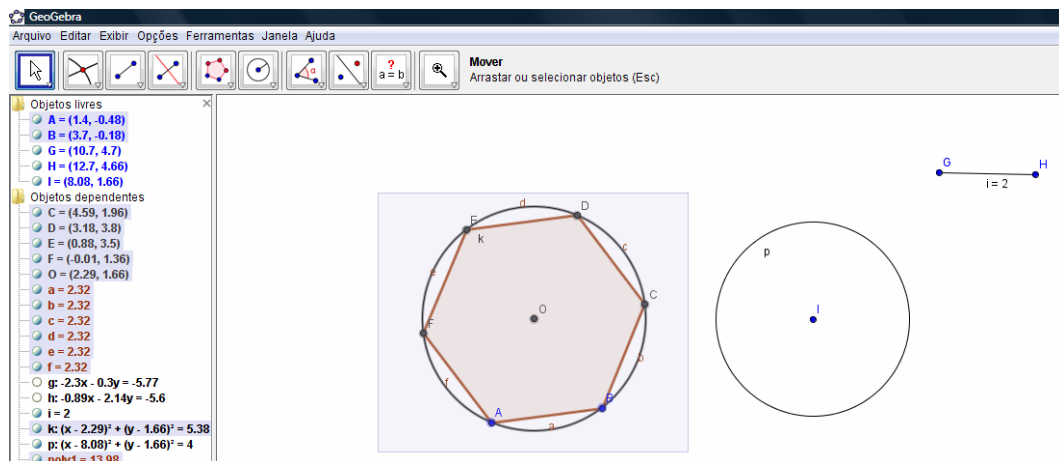 GeoGebra
Arquivo Editar Exibir Opções Ferramentas Janela Ajuda
α
?
a = b
Mover
Arrastar ou selecionar objetos (Esc)
Objetos livres
A = (1.4, -0.48)
B = (3.7, -0.18)
G = (10.7, 4.7)
H = (12.7, 4.66)
I = (8.08, 1.66)
Objetos dependentes
C = (4.59, 1.96)
D = (3.18, 3.8)
E = (0.88, 3.5)
F = (-0.01, 1.36)
O = (2.29, 1.66)
a = 2.32
b = 2.32
c = 2.32
d = 2.32
e = 2.32
f = 2.32
g: -2.3x - 0.3y = -5.77
h: -0.89x - 2.14y = -5.6
i = 2
k: (x - 2.29)² + (y - 1.66)² = 5.38
p: (x - 8.08)² + (y - 1.66)² = 4
poly1 = 13.98
G
H
i = 2
d
D
E
k
c
p
e
C
O
I
F
b
f
A
B
a